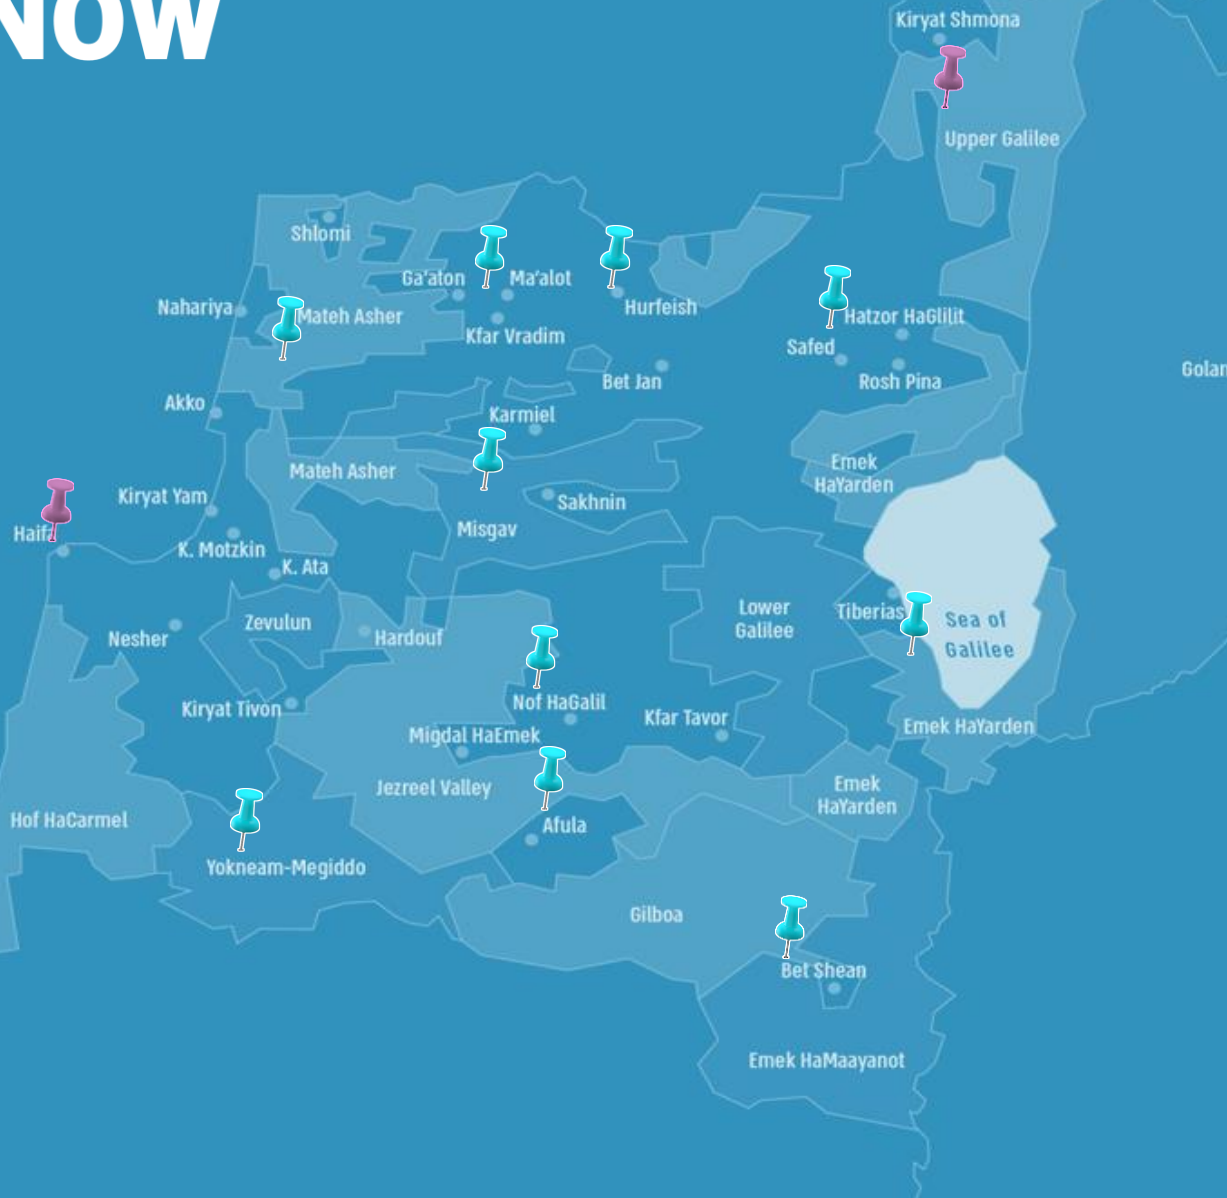 NOW
Kiryat Shmona
Upper Galilee
Shlomi
Ga'aton
Ma'alot
Nahariya
Mateh Asher
Kfar Vradim
Hurfeish
Hatzor HaGlilit
Safed
Rosh Pina
Bet Jan
Akko
Karmiel
Mateh Asher
Emek
HaYarden
Kiryat Yam
Sakhnin
Misgav
Haifa
K. Motzkin
K. Ata
Zevulun
Nesher
Hardouf
Lower
Galilee
Tiberias
Sea of
Galilee
Kiryat Tivon
Nof HaGalil
Kfar Tavor
Emek HaYarden
Migdal HaEmek
Jezreel Valley
Emek
HaYarden
Hof HaCarmel
Afula
Yokneam-Megiddo
Gilboa
Bet Shean
Emek HaMaayanot